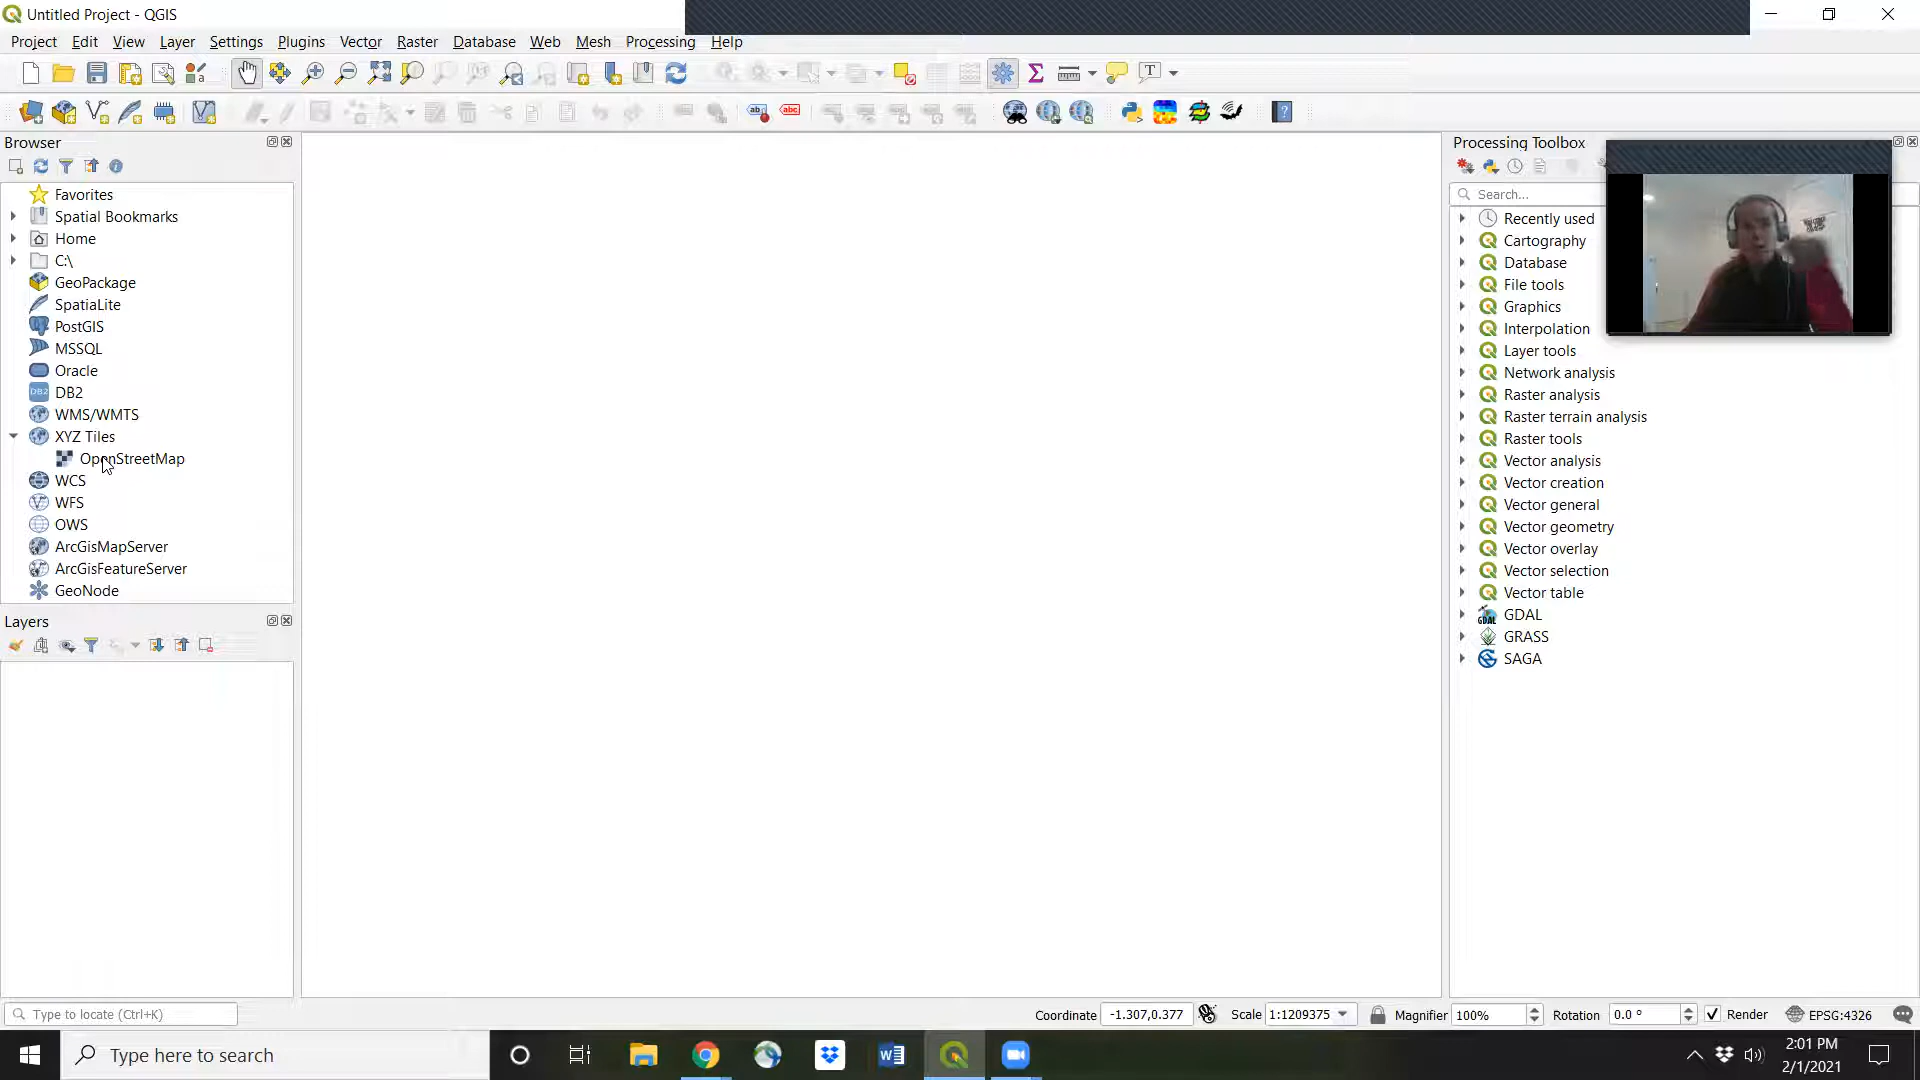 Untitled Project - QGIS
Project Edit View Layer Settings Plugins Vector Raster Database Web Mesh Processing Help
Browser
Favorites
Spatial Bookmarks
Home
C:\
GeoPackage
SpatiaLite
PostGIS
MSSQL
Oracle
DB2
WMS/WMTS
XYZ Tiles
OpenStreetMap
WCS
WFS
OWS
ArcGisMapServer
ArcGisFeatureServer
GeoNode
Layers
Type to locate (Ctrl+K)
Processing Toolbox
Search...
Recently used
Cartography
Database
File tools
Graphics
Interpolation
Layer tools
Network analysis
Raster analysis
Raster terrain analysis
Raster tools
Vector analysis
Vector creation
Vector general
Vector geometry
Vector overlay
Vector selection
Vector table
GDAL
GRASS
SAGA
Coordinate -1.307,0.377 Scale 1:1209375 Magnifier 100% Rotation 0.0 ° Render EPSG:4326
Type here to search
2:01 PM
2/1/2021